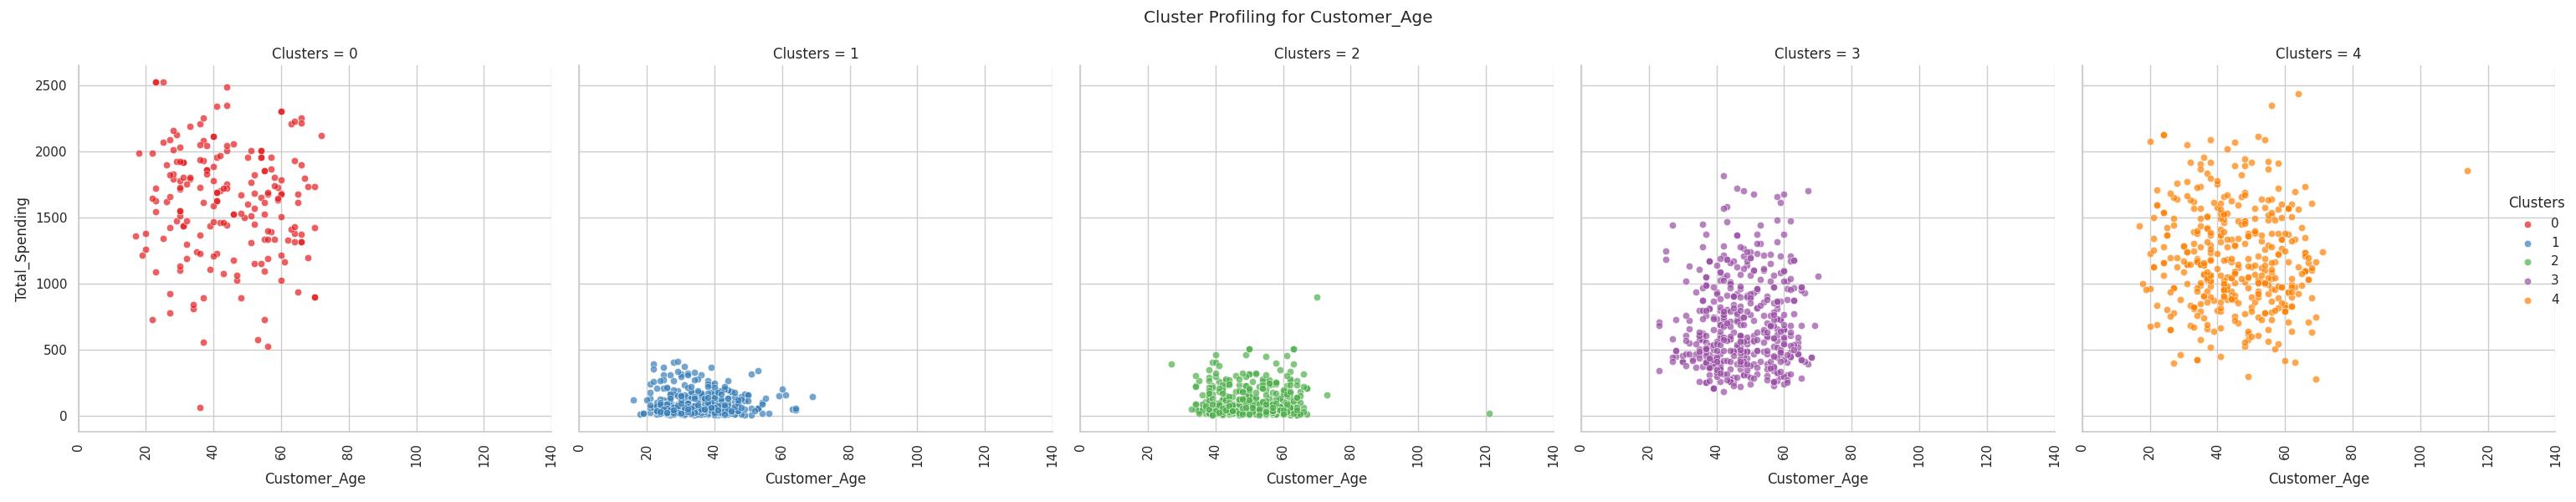 Cluster Profiling for Customer_Age
Clusters = 0
Clusters = 1
Clusters = 2
Clusters = 3
Clusters = 4
Total_Spending
2500
2000
1500
1000
500
0
0 20 40 60 80 100 120 140
0 20 40 60 80 100 120 140
0 20 40 60 80 100 120 140
0 20 40 60 80 100 120 140
0 20 40 60 80 100 120 140
Customer_Age
Customer_Age
Customer_Age
Customer_Age
Customer_Age
Clusters
0
1
2
3
4